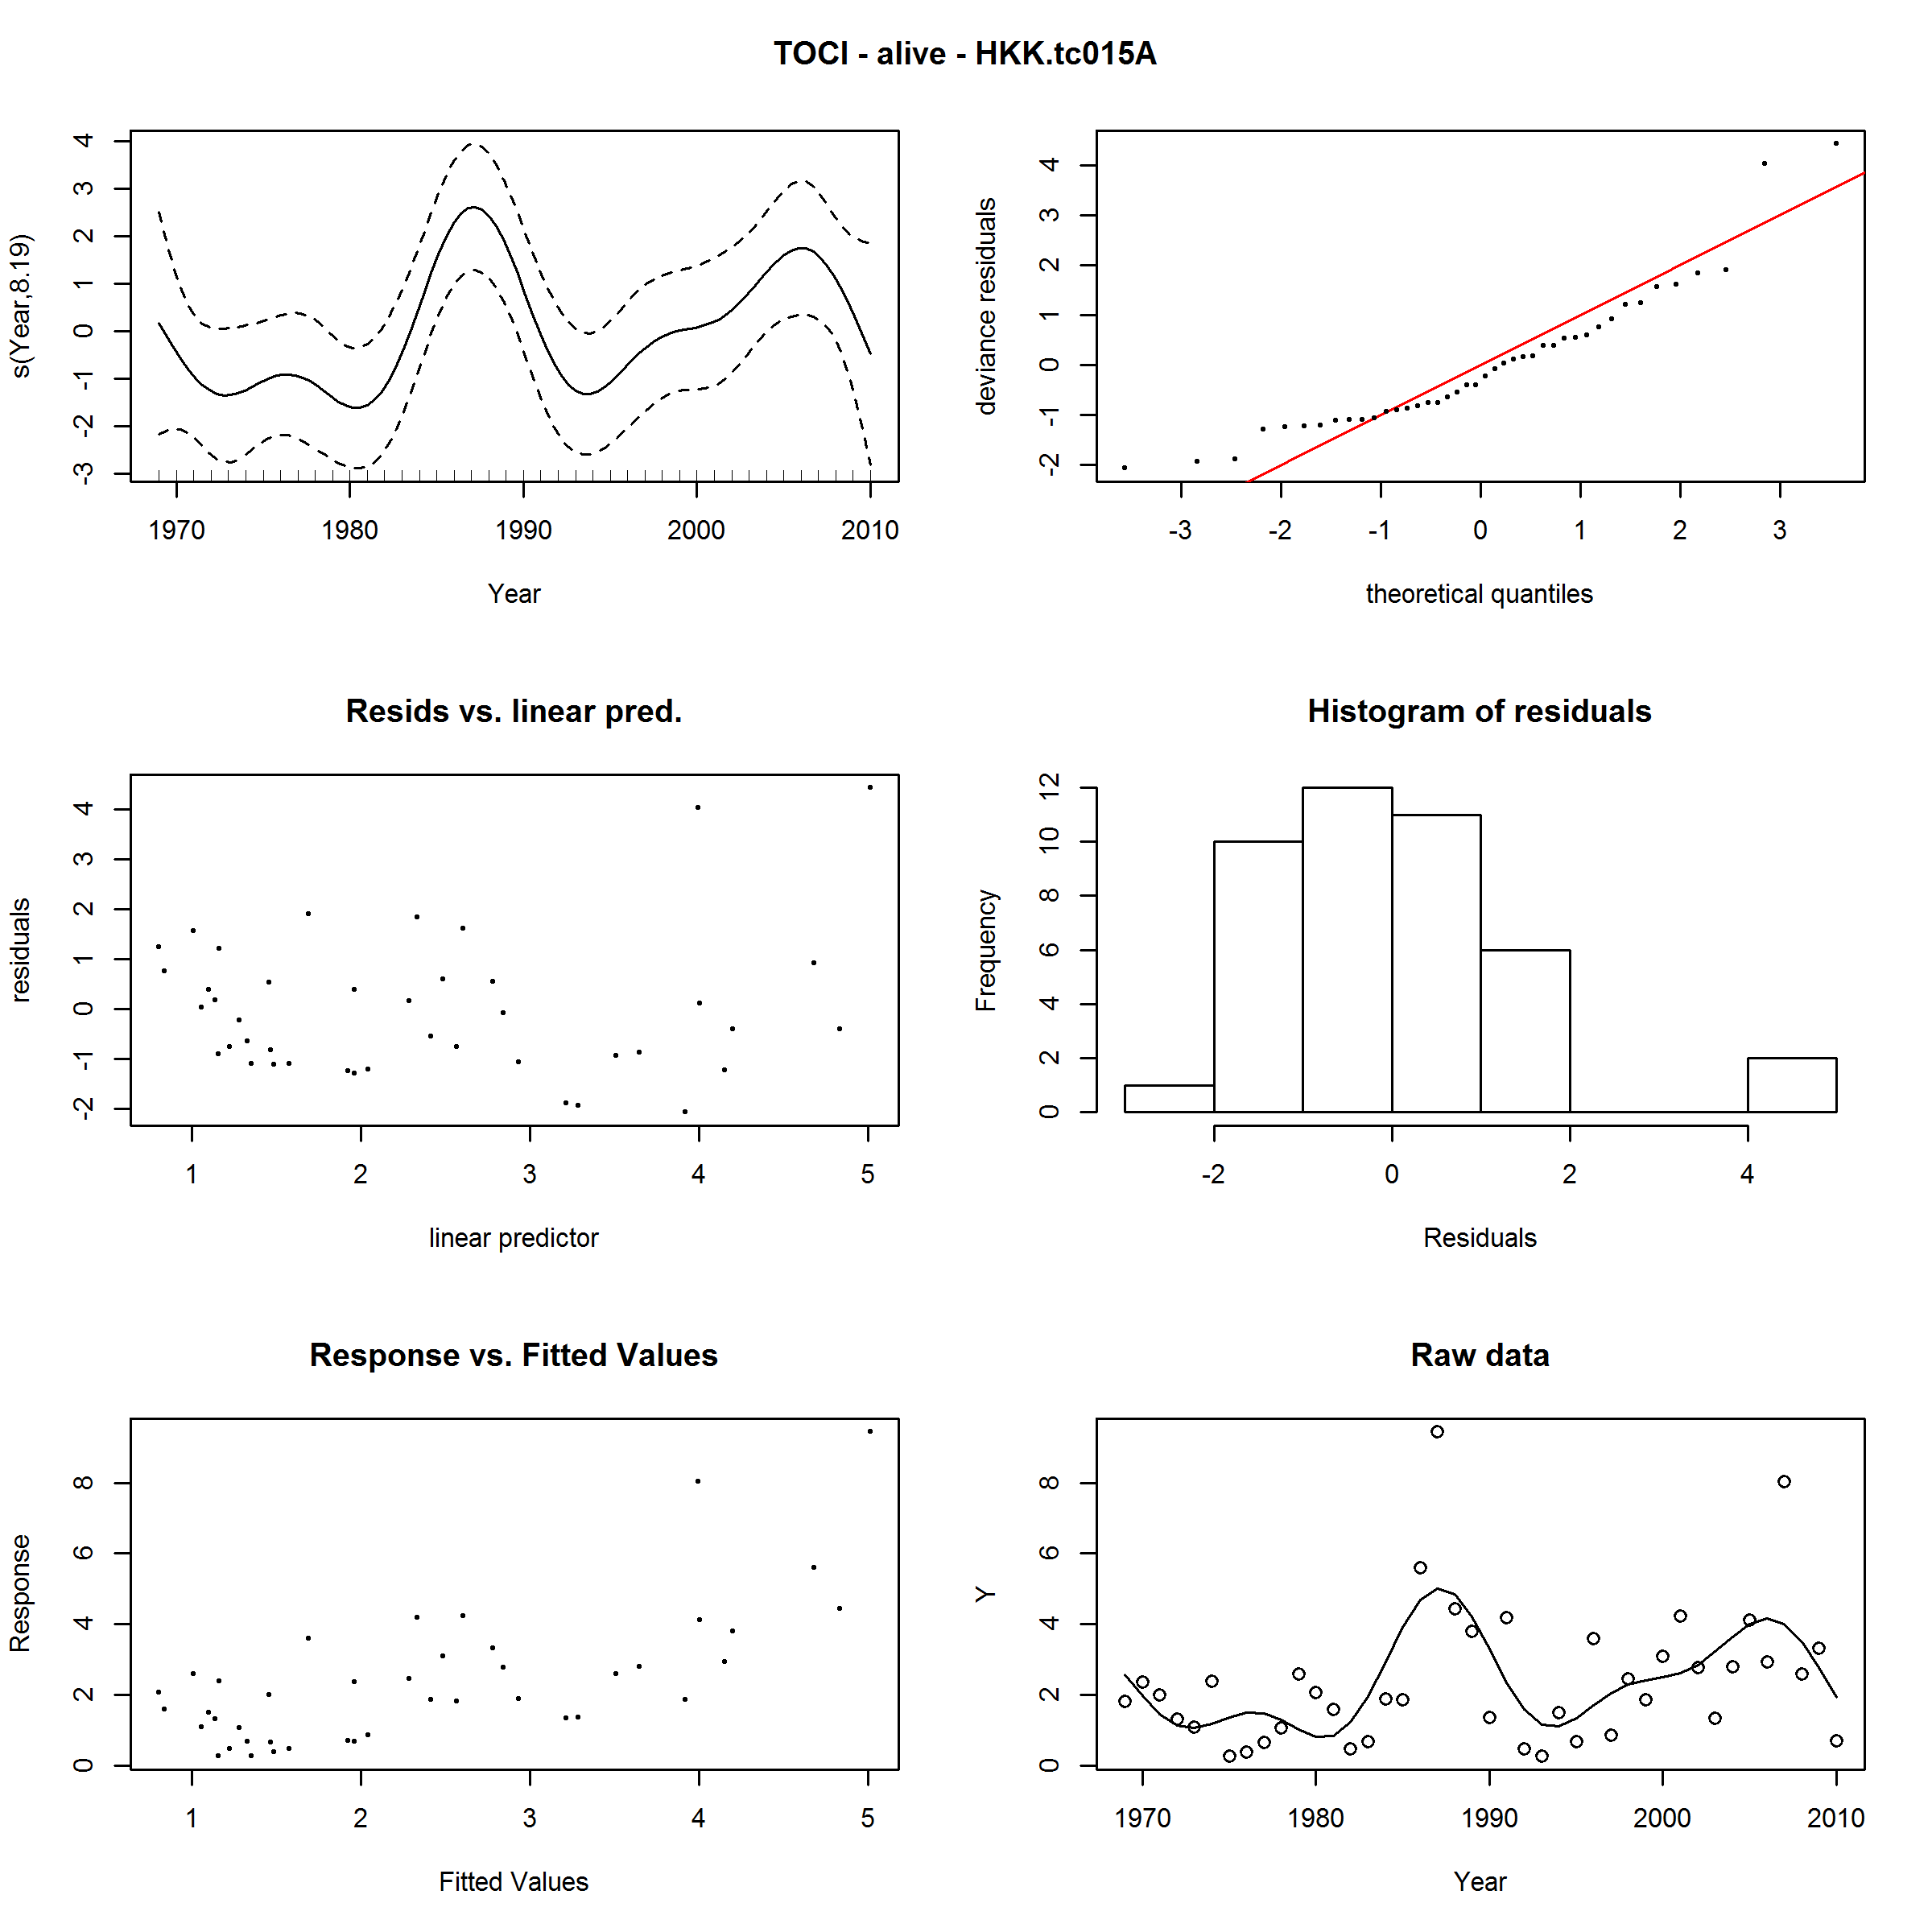 TOCI - alive - HKK.tc015A
s(Year,8.19)
4
3
2
1
0
-1
-2
-3
1970 1980 1990 2000 2010
Year
deviance residuals
4
3
2
1
0
-1
-2
-3 -2 -1 0 1 2 3
theoretical quantiles
Resids vs. linear pred.
residuals
4
3
2
1
0
-1
-2
1 2 3 4 5
linear predictor
Histogram of residuals
Frequency
12
10
8
6
4
2
0
-2 0 2 4
Residuals
Response vs. Fitted Values
Response
8
6
4
2
0
1 2 3 4 5
Fitted Values
Raw data
Y
8
6
4
2
0
1970 1980 1990 2000 2010
Year